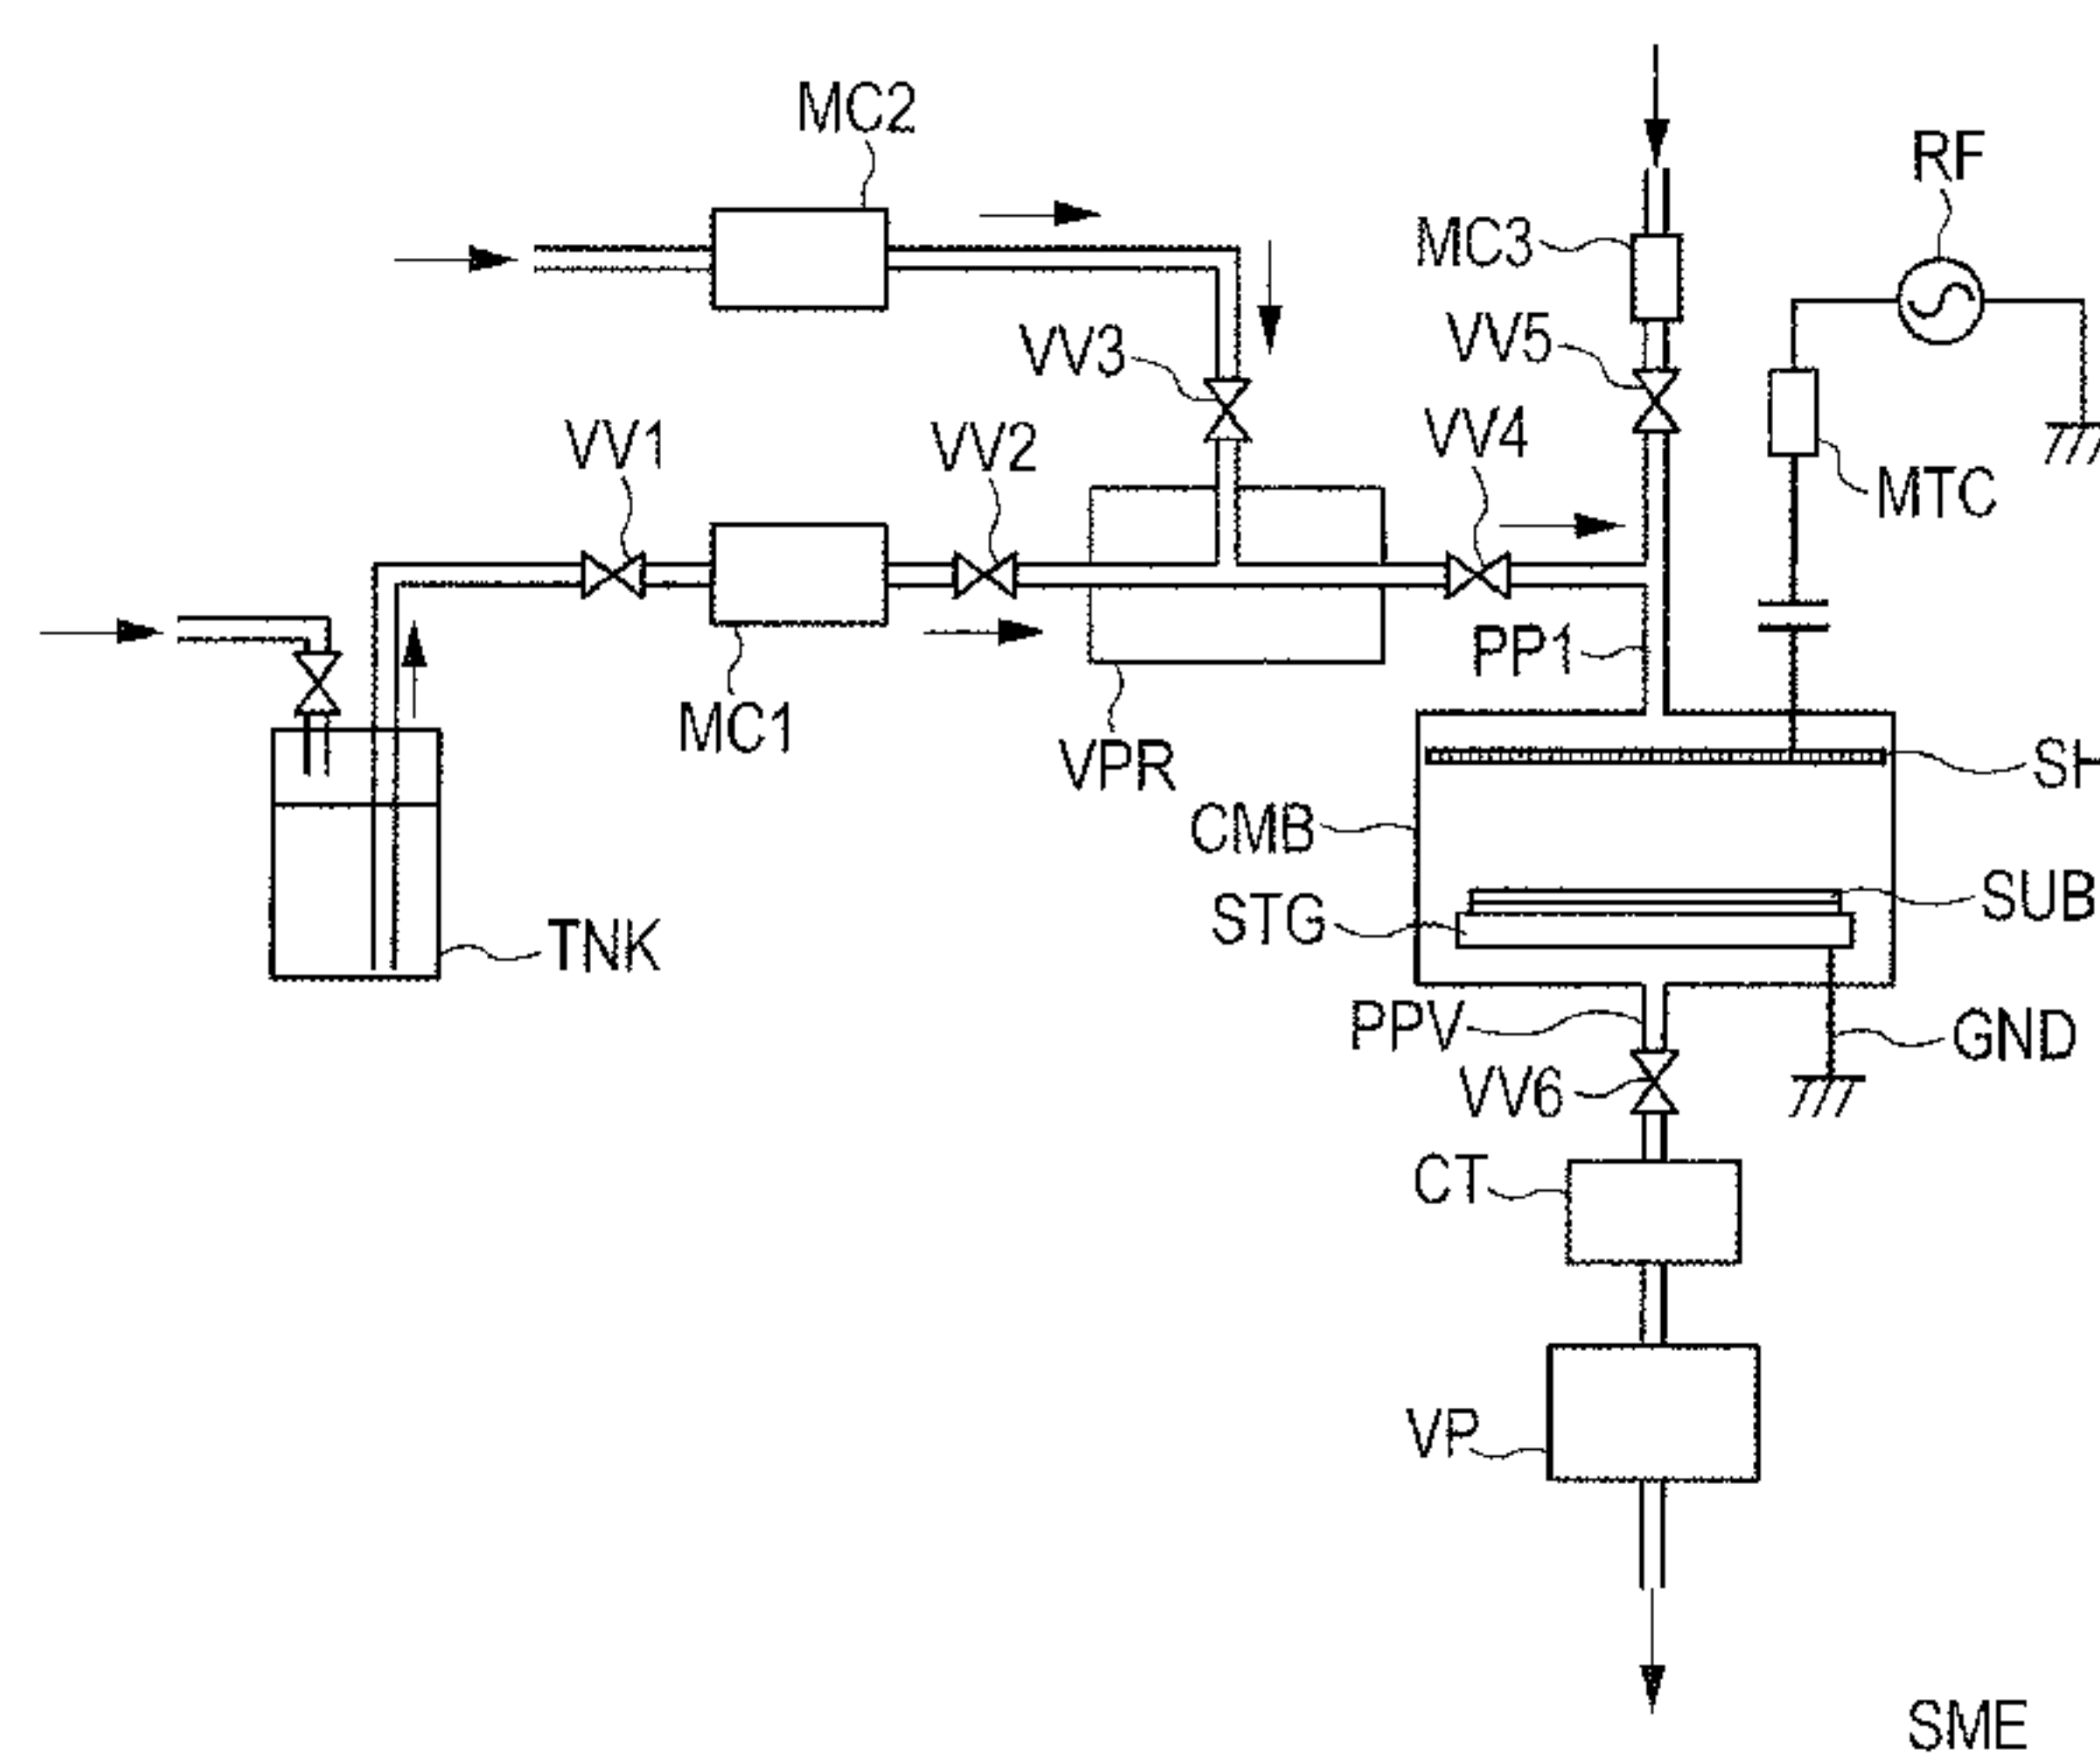 MC2
RF
MC3
VV3
VV5
VV1
VV2
VV4
MTC
PP1
MC1
VPR
SH
CMB
SUB
STG
TNK
PPV
GND
VV6
CT
VP
SME